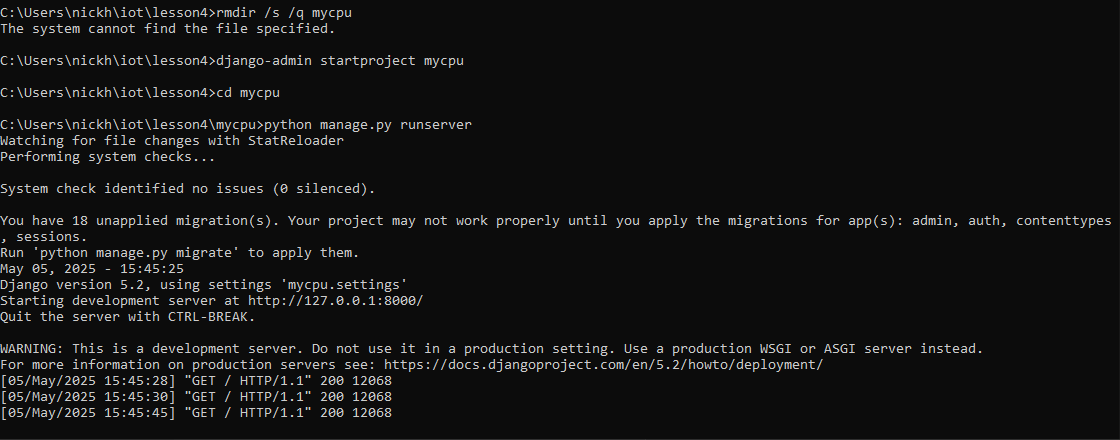 C:\Users\nickh\iot\lesson4>rmdir /s /q mycpu
The system cannot find the file specified.
C:\Users\nickh\iot\lesson4>django-admin startproject mycpu
C:\Users\nickh\iot\lesson4>cd mycpu
C:\Users\nickh\iot\lesson4\mycpu>python manage.py runserver
Watching for file changes with StatReloader
Performing system checks...
System check identified no issues (0 silenced).
You have 18 unapplied migration(s). Your project may not work properly until you apply the migrations for app(s): admin, auth, contenttypes
, sessions.
Run 'python manage.py migrate' to apply them.
May 05, 2025 - 15:45:25
Django version 5.2, using settings 'mycpu.settings'
Starting development server at http://127.0.0.1:8000/
Quit the server with CTRL-BREAK.
WARNING: This is a development server. Do not use it in a production setting. Use a production WSGI or ASGI server instead.
For more information on production servers see: https://docs.djangoproject.com/en/5.2/howto/deployment/
[05/May/2025 15:45:28] "GET / HTTP/1.1" 200 12068
[05/May/2025 15:45:30] "GET / HTTP/1.1" 200 12068
[05/May/2025 15:45:45] "GET / HTTP/1.1" 200 12068